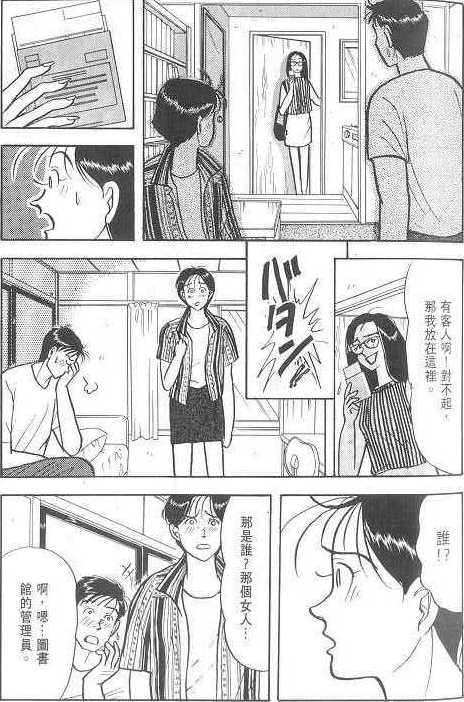 有客人啊！對不起，
那我放在這裡。
バタン
誰!?
那是誰？那個女人…
啊，嗯…圖書
館的管理員。